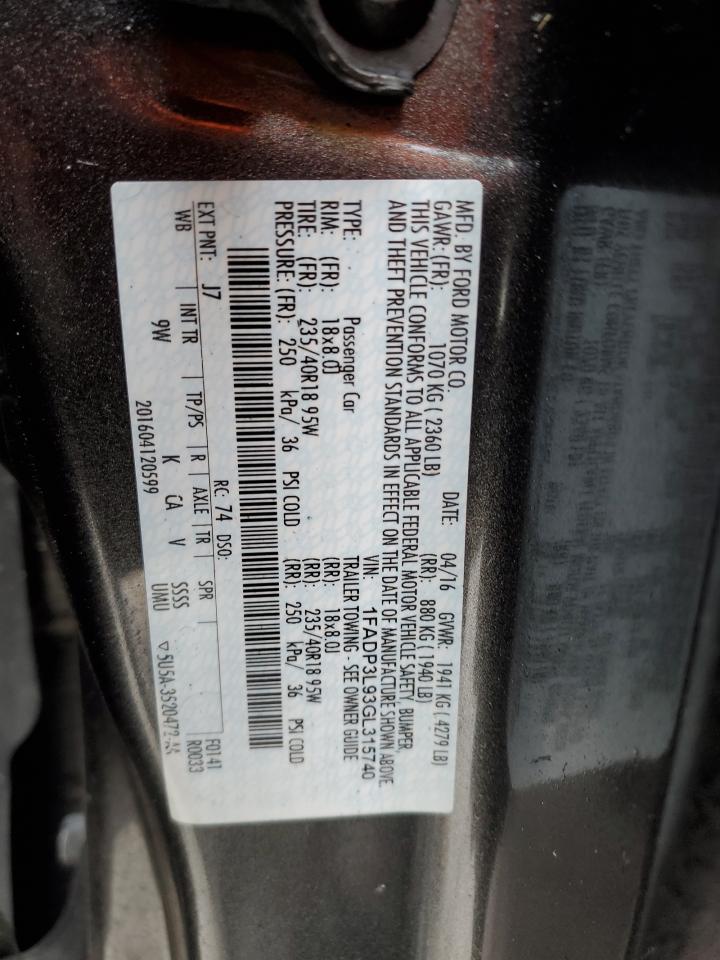 MFD. BY FORD MOTOR CO.
DATE: 04/16 GVWR: 1941 KG ( 4279 LB)
GAWR: (FR): 1070 KG ( 2360 LB) (RR): 880 KG ( 1940 LB)
THIS VEHICLE CONFORMS TO ALL APPLICABLE FEDERAL MOTOR VEHICLE SAFETY, BUMPER,
AND THEFT PREVENTION STANDARDS IN EFFECT ON THE DATE OF MANUFACTURE SHOWN ABOVE.
VIN: 1FADP3L93GL315740
TYPE: Passenger Car TRAILER TOWING - SEE OWNER GUIDE
RIM: (FR): 18x8.0J (RR): 18x8.0J
TIRE: (FR): 235/40R18 95W (RR): 235/40R18 95W
PRESSURE: (FR): 250 kPa/ 36 PSI COLD (RR): 250 kPa/ 36 PSI COLD
RC: 74 DSO: F0141
EXT PNT: J7 R0033
WB INT TR TP/PS R AXLE TR SPR
9W K CA V SSSS
201604120599 UMU ▽5U5A-3520472-AA